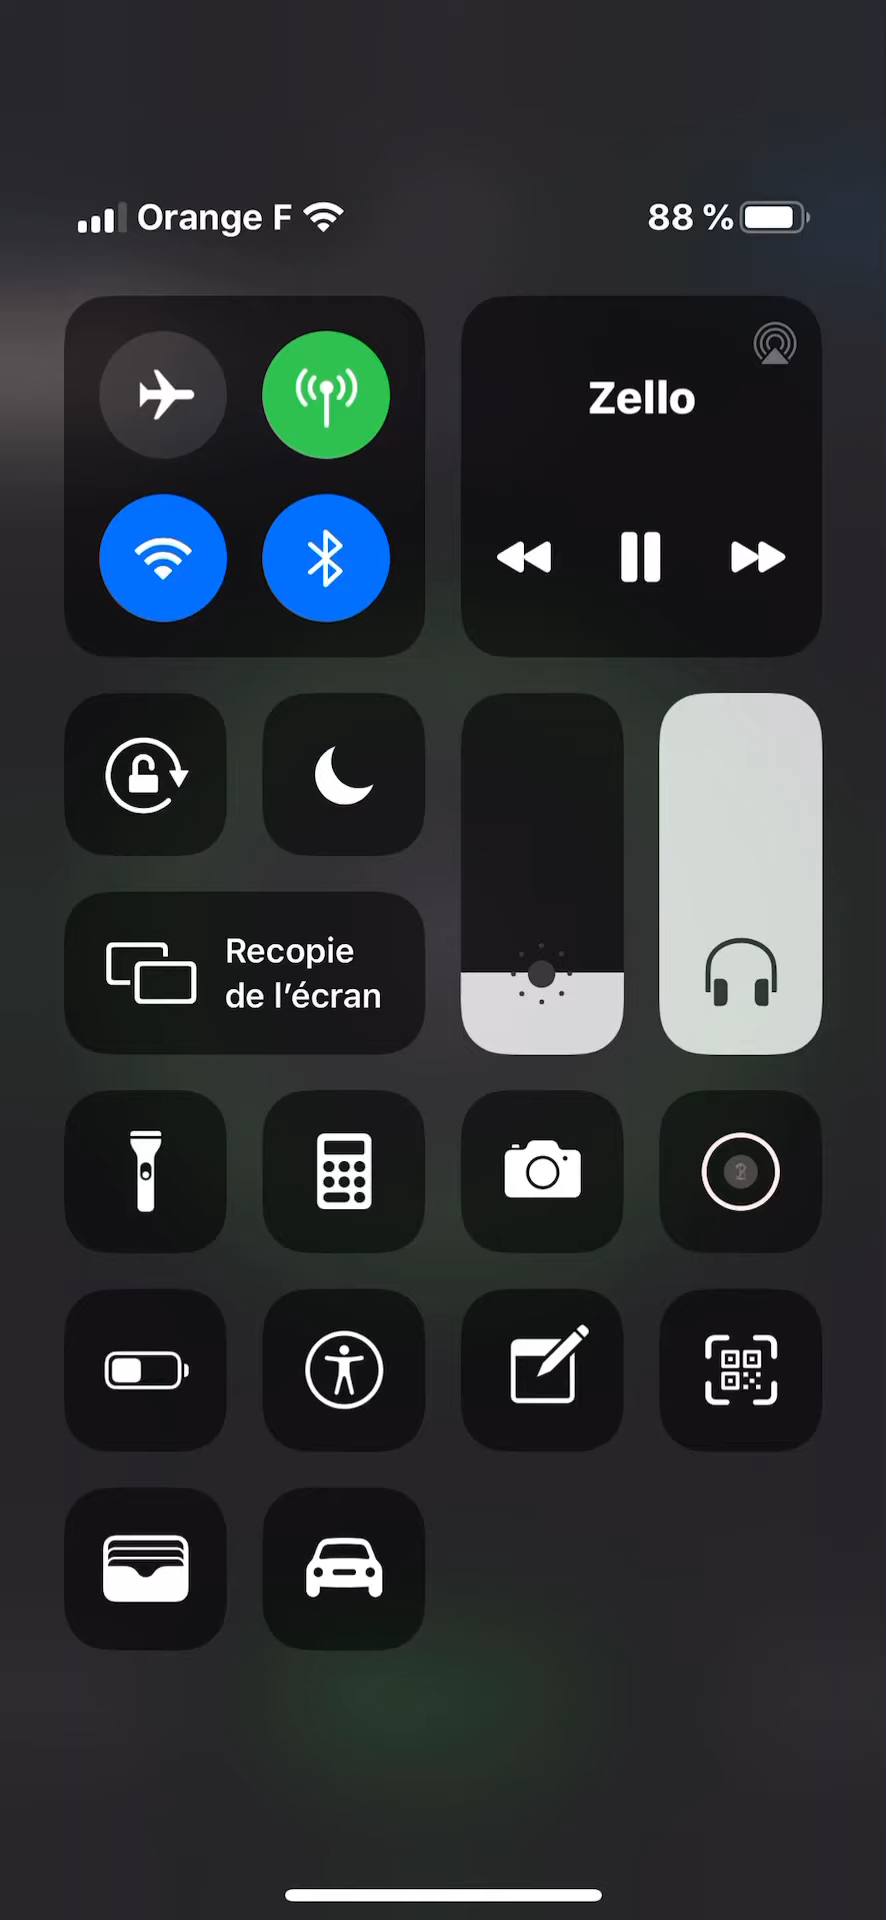 Orange F
88 %
Zello
Recopie
de l’écran